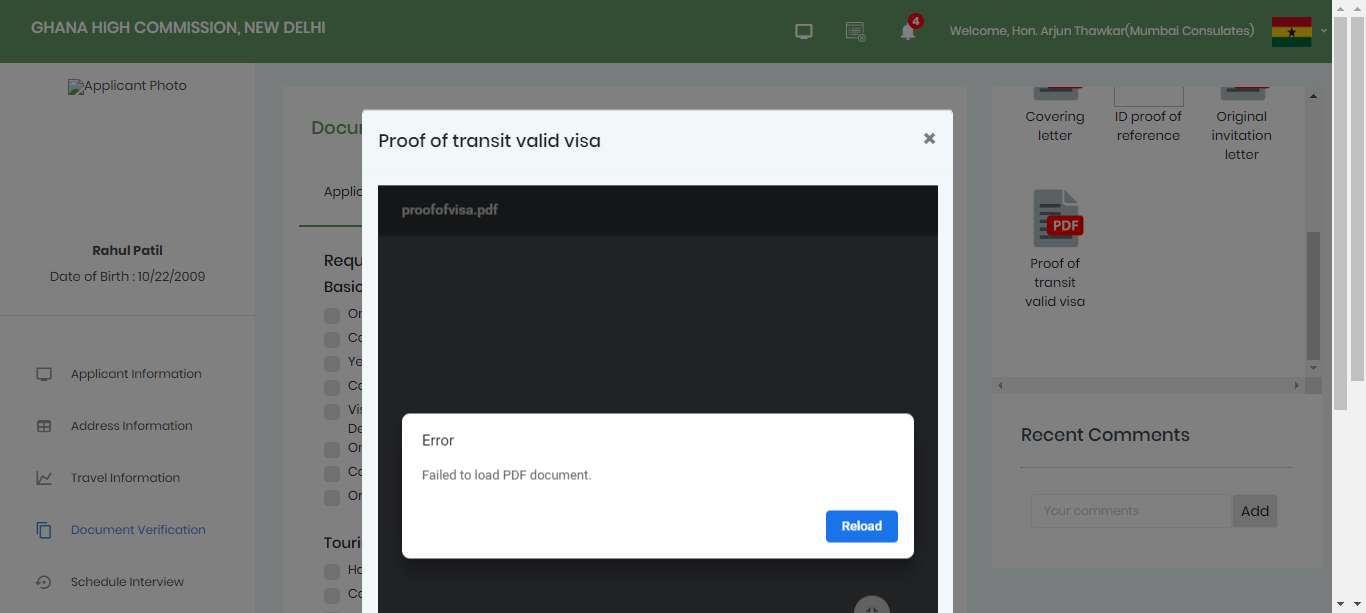 GHANA HIGH COMMISSION, NEW DELHI
4
Welcome, Hon. Arjun Thawkar(Mumbai Consulates)
Applicant Photo
Rahul Patil
Date of Birth : 10/22/2009
Applicant Information
Address Information
Travel Information
Document Verification
Schedule Interview
Docu
Applic
Requ
Basic
Or
Co
Ye
Co
Vis
De
Or
Co
Or
Touri
Ho
Co
Proof of transit valid visa
×
proofofvisa.pdf
Error
Failed to load PDF document.
Reload
Covering
letter
ID proof of
reference
Original
invitation
letter
PDF
Proof of
transit
valid visa
Recent Comments
Your comments
Add